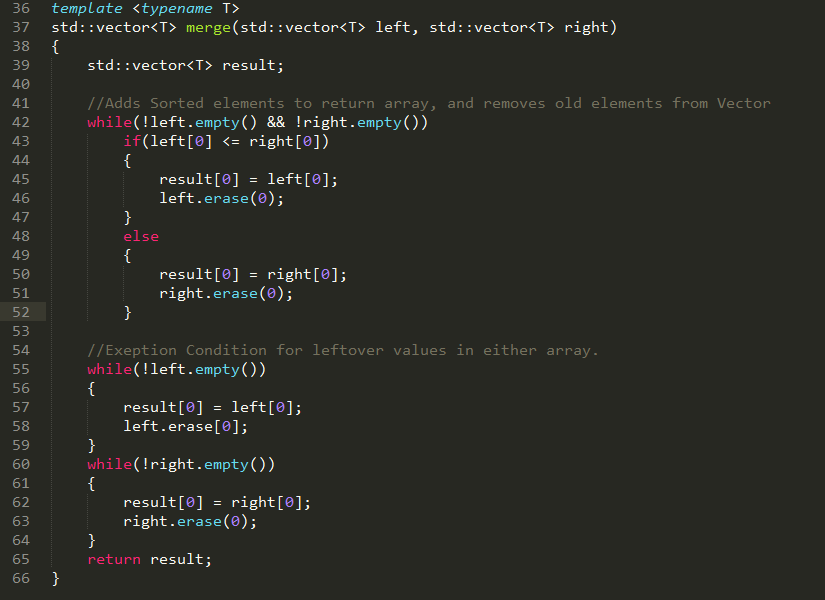 36 template <typename T>
37 std::vector<T> merge(std::vector<T> left, std::vector<T> right)
38 {
39     std::vector<T> result;
40
41     //Adds Sorted elements to return array, and removes old elements from Vector
42     while(!left.empty() && !right.empty())
43         if(left[0] <= right[0])
44         {
45             result[0] = left[0];
46             left.erase(0);
47         }
48         else
49         {
50             result[0] = right[0];
51             right.erase(0);
52         }
53
54     //Exeption Condition for leftover values in either array.
55     while(!left.empty())
56     {
57         result[0] = left[0];
58         left.erase[0];
59     }
60     while(!right.empty())
61     {
62         result[0] = right[0];
63         right.erase(0);
64     }
65     return result;
66 }